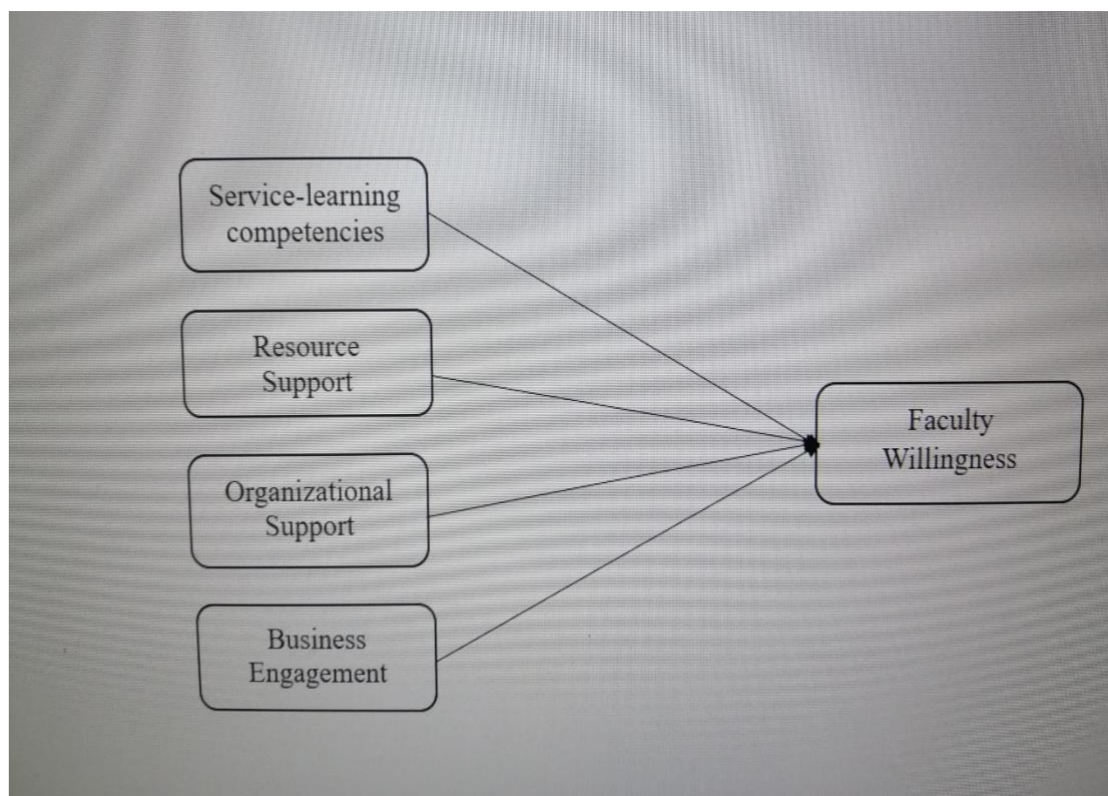 Service-learning
competencies
Resource
Support
Organizational
Support
Business
Engagement
Faculty
Willingness